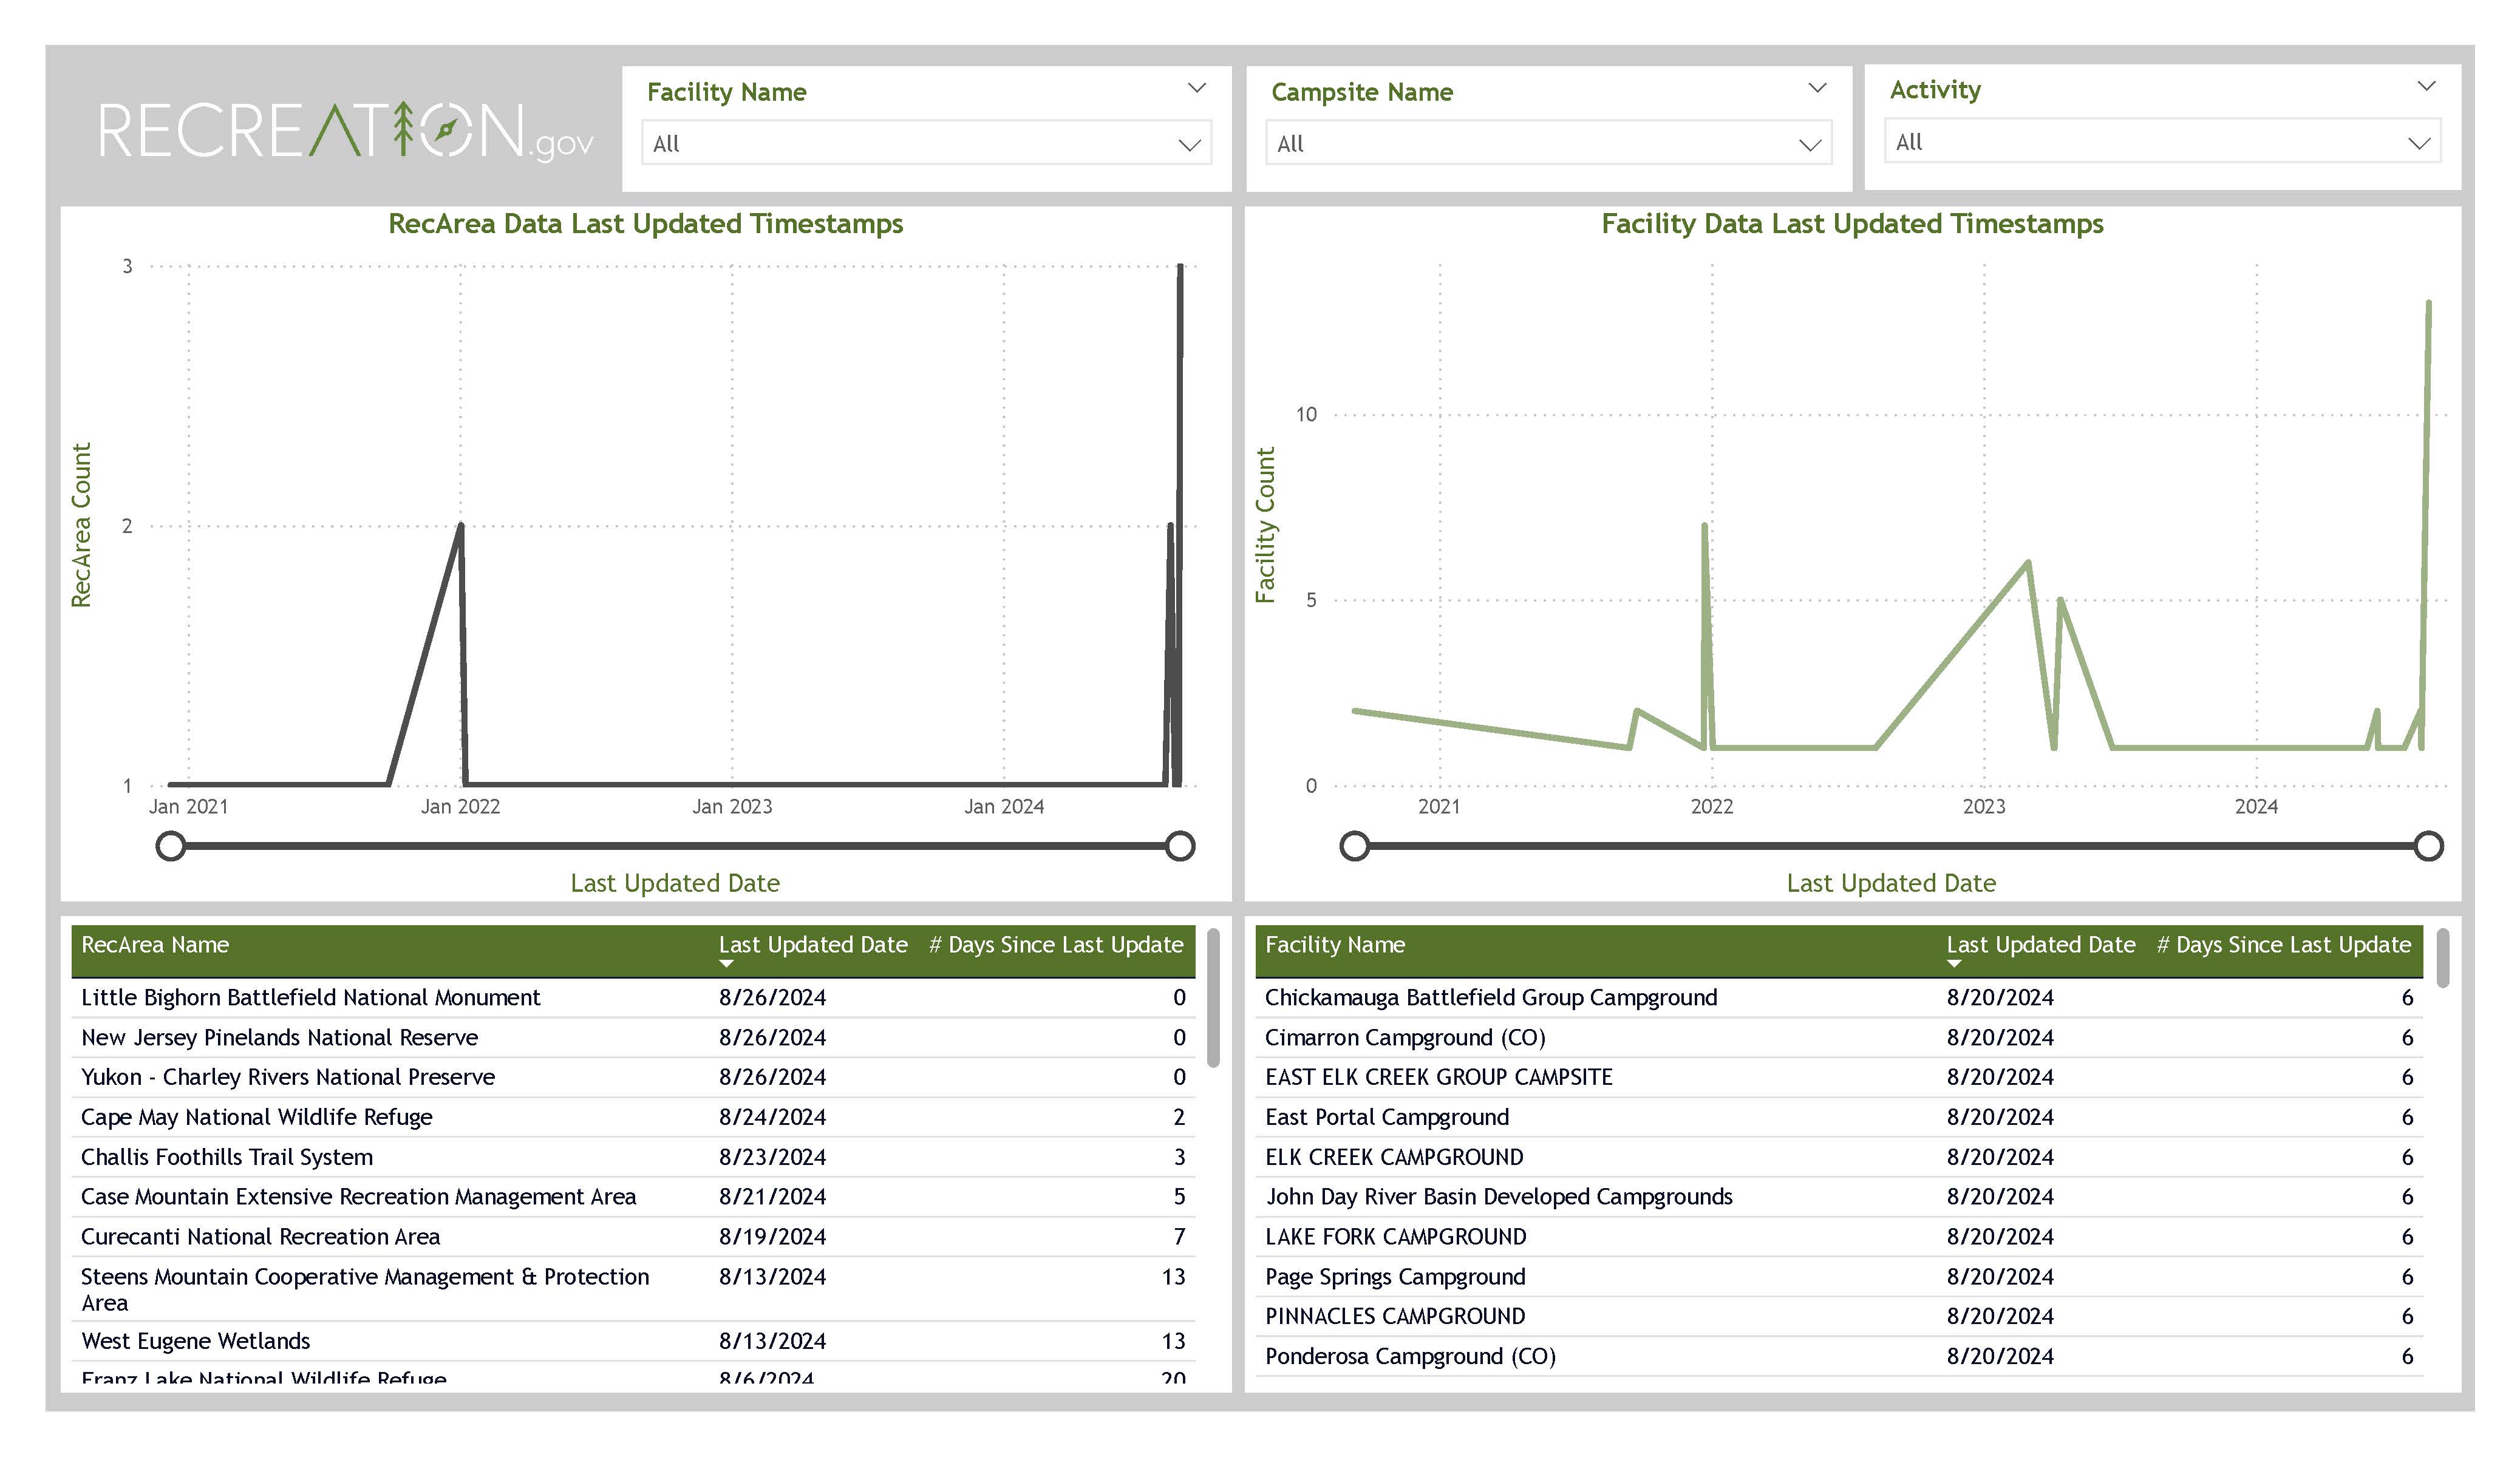 RECREATION.gov
Facility Name
All
Campsite Name
All
Activity
All
RecArea Data Last Updated Timestamps
3
2
1
RecArea Count
Jan 2021 Jan 2022 Jan 2023 Jan 2024
Last Updated Date
Facility Data Last Updated Timestamps
10
5
0
Facility Count
2021 2022 2023 2024
Last Updated Date
RecArea Name Last Updated Date # Days Since Last Update
Little Bighorn Battlefield National Monument 8/26/2024 0
New Jersey Pinelands National Reserve 8/26/2024 0
Yukon - Charley Rivers National Preserve 8/26/2024 0
Cape May National Wildlife Refuge 8/24/2024 2
Challis Foothills Trail System 8/23/2024 3
Case Mountain Extensive Recreation Management Area 8/21/2024 5
Curecanti National Recreation Area 8/19/2024 7
Steens Mountain Cooperative Management & Protection 8/13/2024 13
Area
West Eugene Wetlands 8/13/2024 13
Franz Lake National Wildlife Refuge 8/6/2024 20
Facility Name Last Updated Date # Days Since Last Update
Chickamauga Battlefield Group Campground 8/20/2024 6
Cimarron Campground (CO) 8/20/2024 6
EAST ELK CREEK GROUP CAMPSITE 8/20/2024 6
East Portal Campground 8/20/2024 6
ELK CREEK CAMPGROUND 8/20/2024 6
John Day River Basin Developed Campgrounds 8/20/2024 6
LAKE FORK CAMPGROUND 8/20/2024 6
Page Springs Campground 8/20/2024 6
PINNACLES CAMPGROUND 8/20/2024 6
Ponderosa Campground (CO) 8/20/2024 6